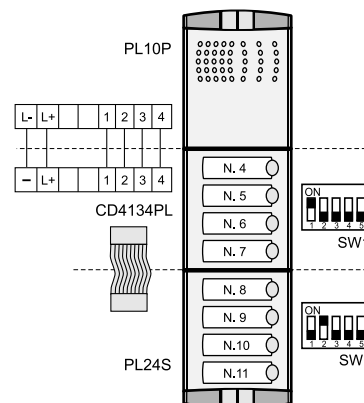 PL10P
L- L+ 1 2 3 4
– L+ 1 2 3 4
CD4134PL
N. 4
N. 5
N. 6
N. 7
ON
1 2 3 4 5
SW1
N. 8
N. 9
N.10
N.11
ON
1 2 3 4 5
SW
PL24S